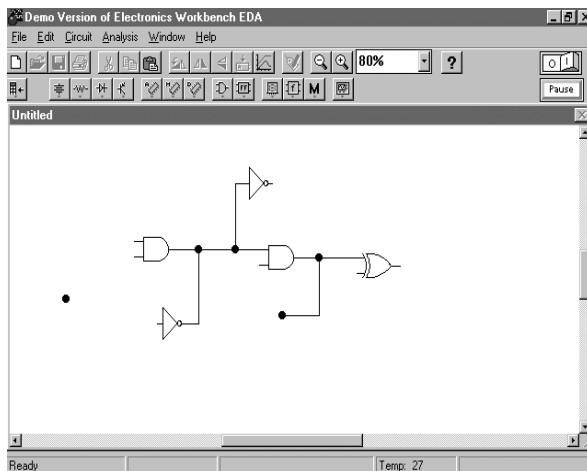 Demo Version of Electronics Workbench EDA
File Edit Circuit Analysis Window Help
80% ?
O I
M
Pause
Untitled
Ready Temp: 27